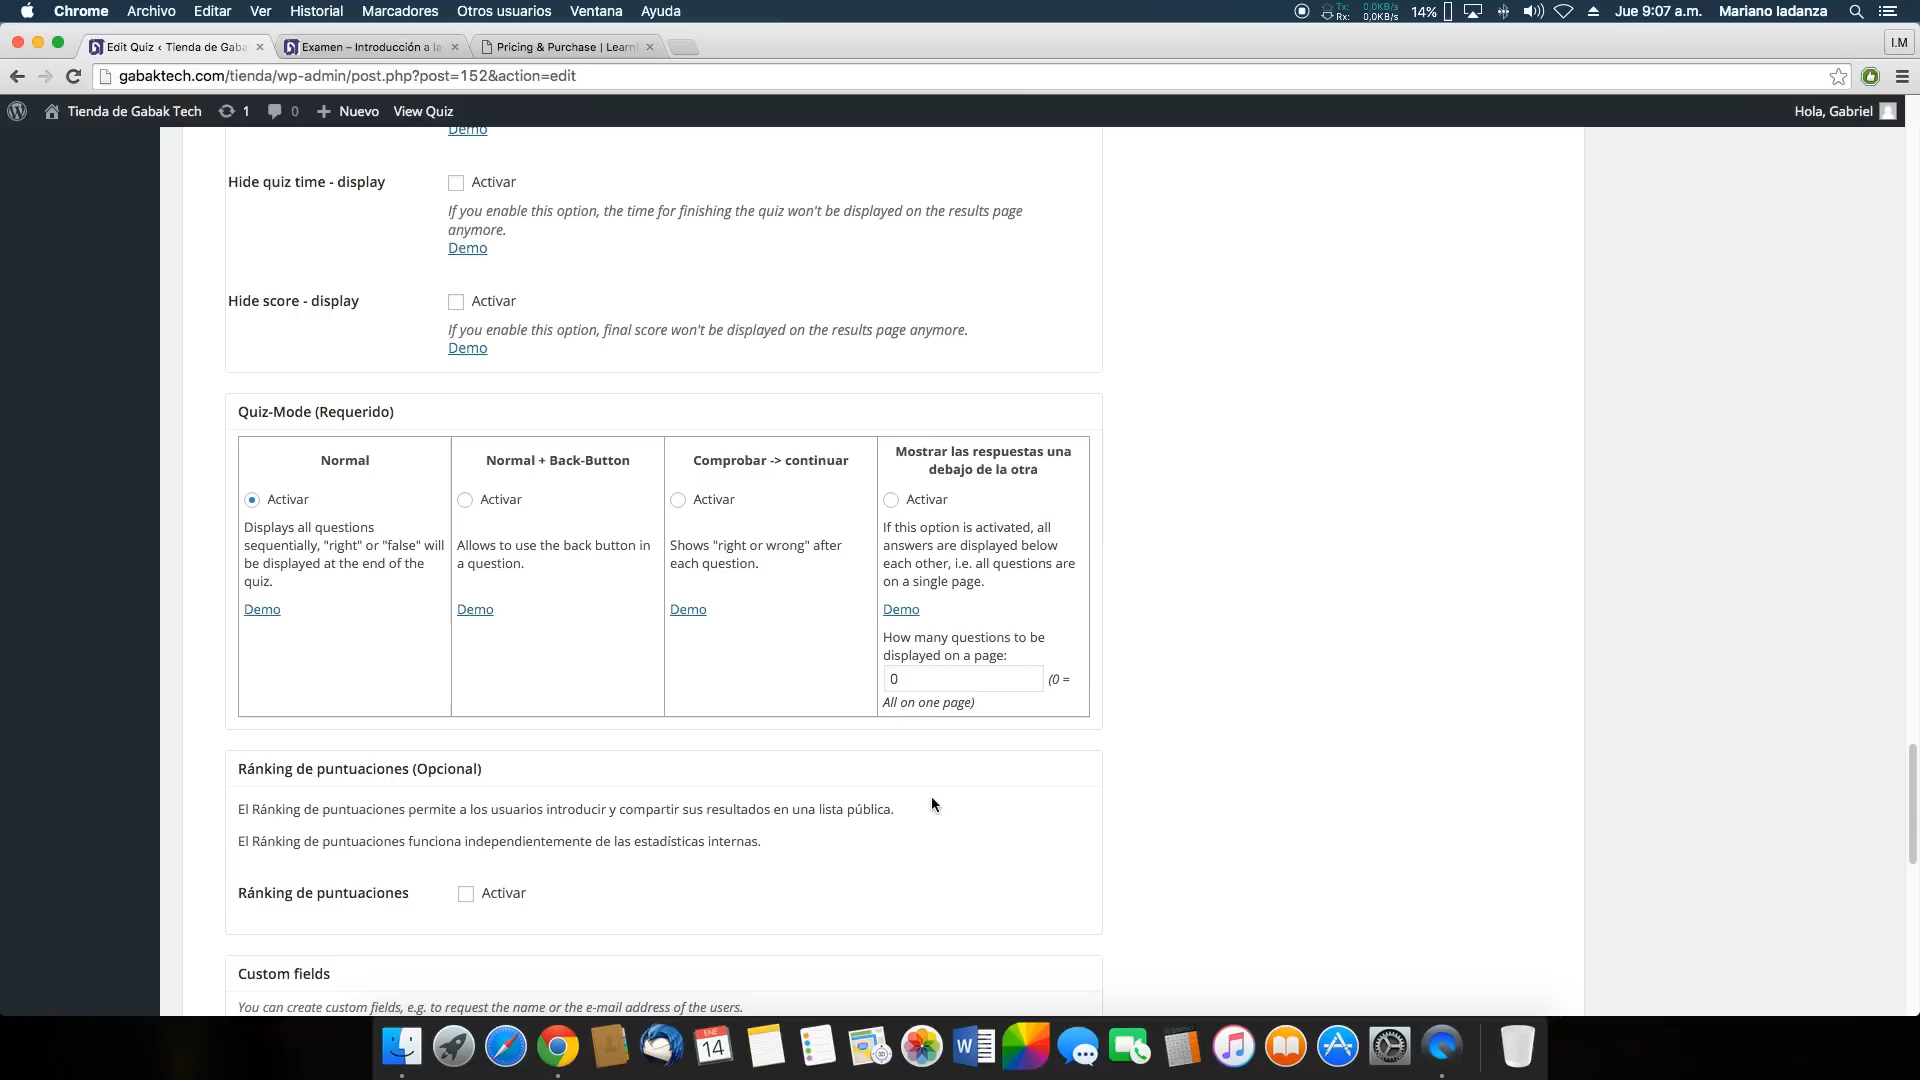 Chrome Archivo Editar Ver Historial Marcadores Otros usuarios Ventana Ayuda
Tx: 0,0KB/s
Rx: 0,0KB/s
14% Jue 9:07 a.m. Mariano Iadanza
Edit Quiz ‹ Tienda de Gaba
Examen – Introducción a la
Pricing & Purchase | Learn
I.M
gabaktech.com/tienda/wp-admin/post.php?post=152&action=edit
Tienda de Gabak Tech 1 0 Nuevo View Quiz Hola, Gabriel
Demo
Hide quiz time - display Activar
If you enable this option, the time for finishing the quiz won't be displayed on the results page
anymore.
Demo
Hide score - display Activar
If you enable this option, final score won't be displayed on the results page anymore.
Demo
Quiz-Mode (Requerido)
Normal
Activar
Displays all questions
sequentially, "right" or "false" will
be displayed at the end of the
quiz.
Demo
Normal + Back-Button
Activar
Allows to use the back button in
a question.
Demo
Comprobar -> continuar
Activar
Shows "right or wrong" after
each question.
Demo
Mostrar las respuestas una
debajo de la otra
Activar
If this option is activated, all
answers are displayed below
each other, i.e. all questions are
on a single page.
Demo
How many questions to be
displayed on a page:
0 (0 =
All on one page)
Ránking de puntuaciones (Opcional)
El Ránking de puntuaciones permite a los usuarios introducir y compartir sus resultados en una lista pública.
El Ránking de puntuaciones funciona independientemente de las estadísticas internas.
Ránking de puntuaciones Activar
Custom fields
You can create custom fields, e.g. to request the name or the e-mail address of the users.
ENE
14
W
3D